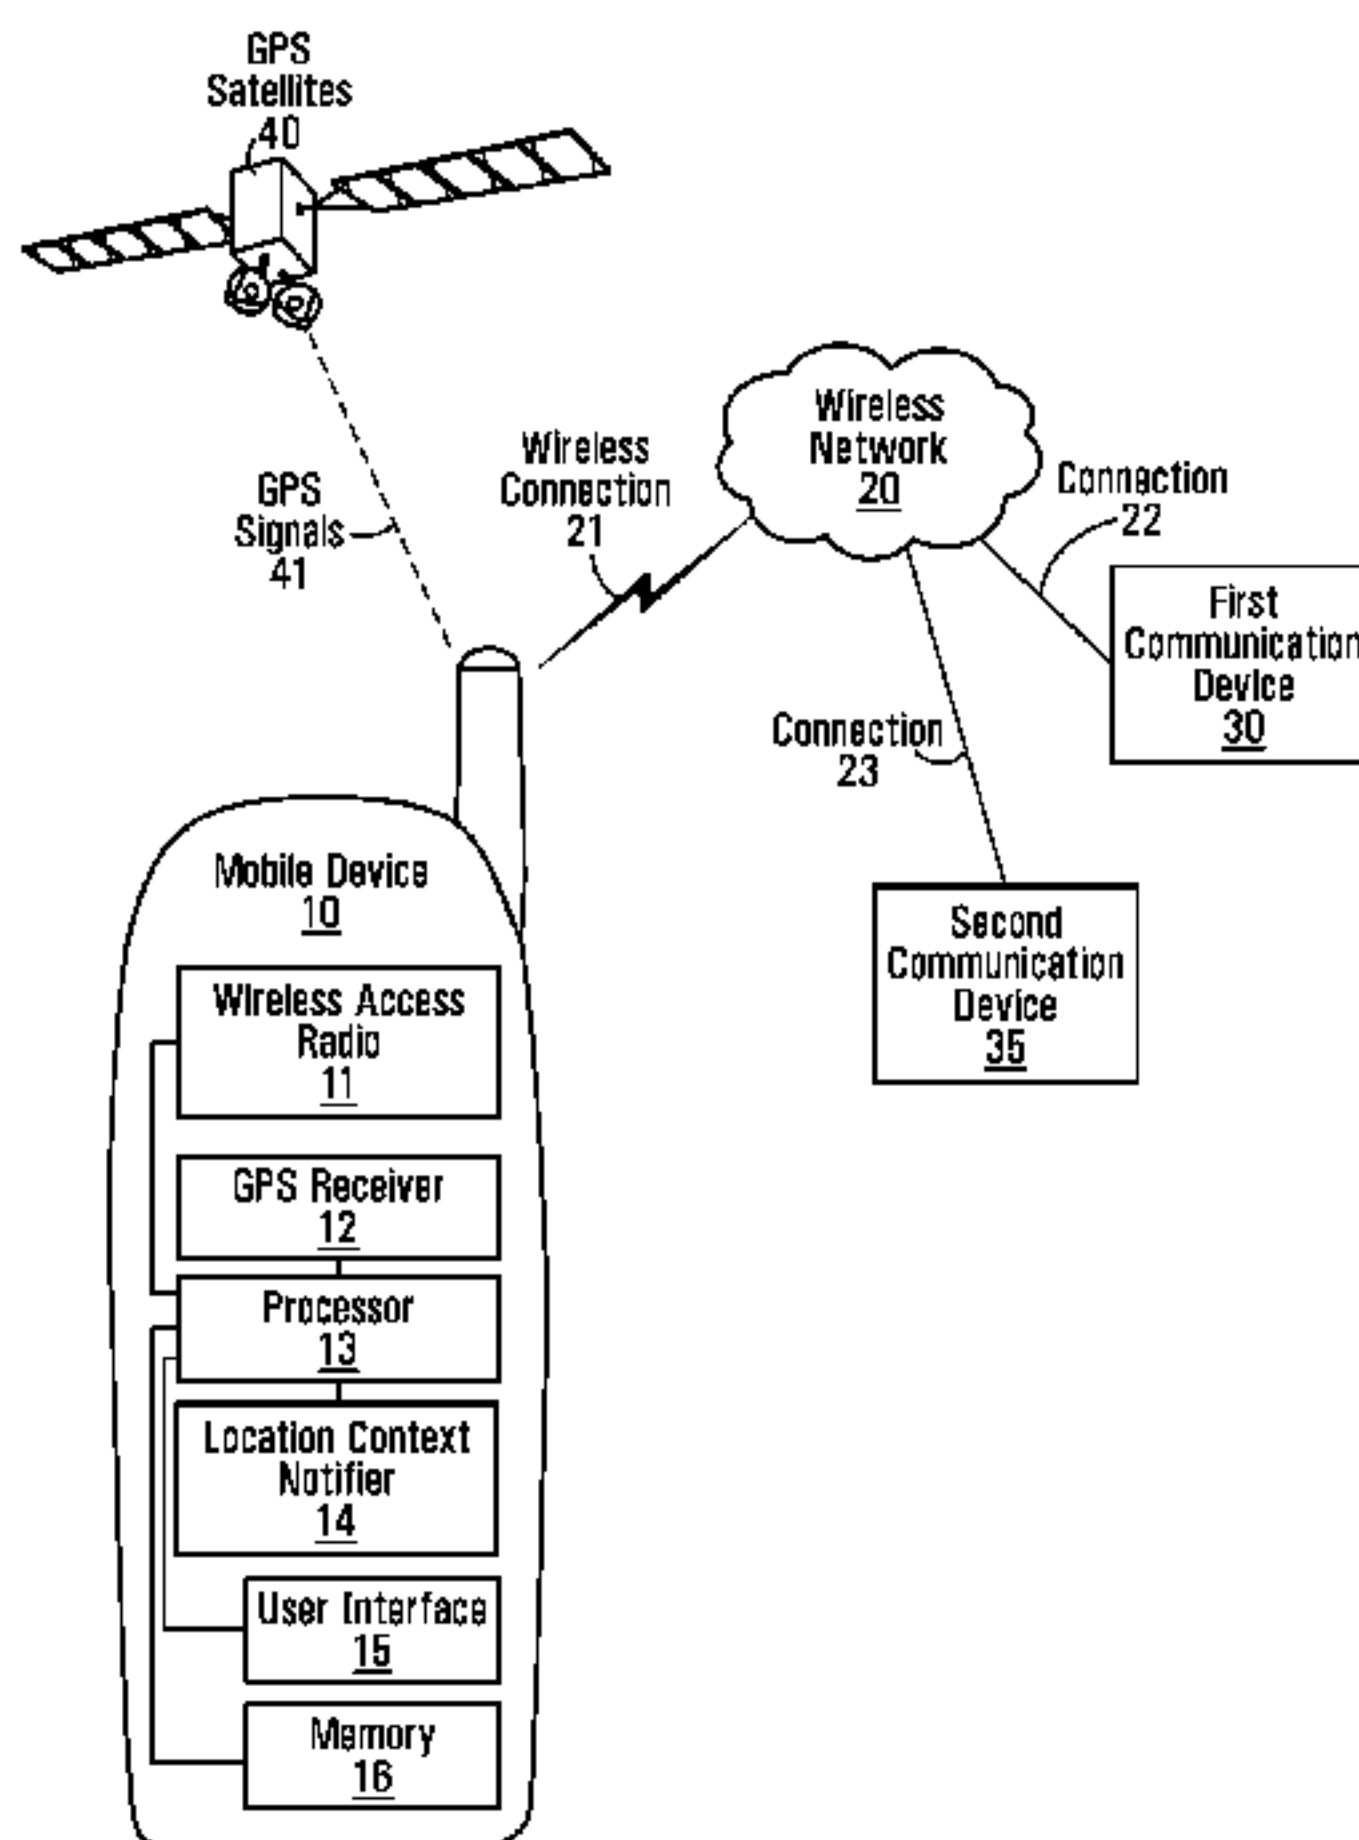 GPS
Satellites
40
GPS
Signals
41
Wireless
Connection
21
Wireless
Network
20
Connection
22
First
Communication
Device
30
Connection
23
Second
Communication
Device
35
Mobile Device
10
Wireless Access
Radio
11
GPS Receiver
12
Processor
13
Location Context
Notifier
14
User Interface
15
Memory
16